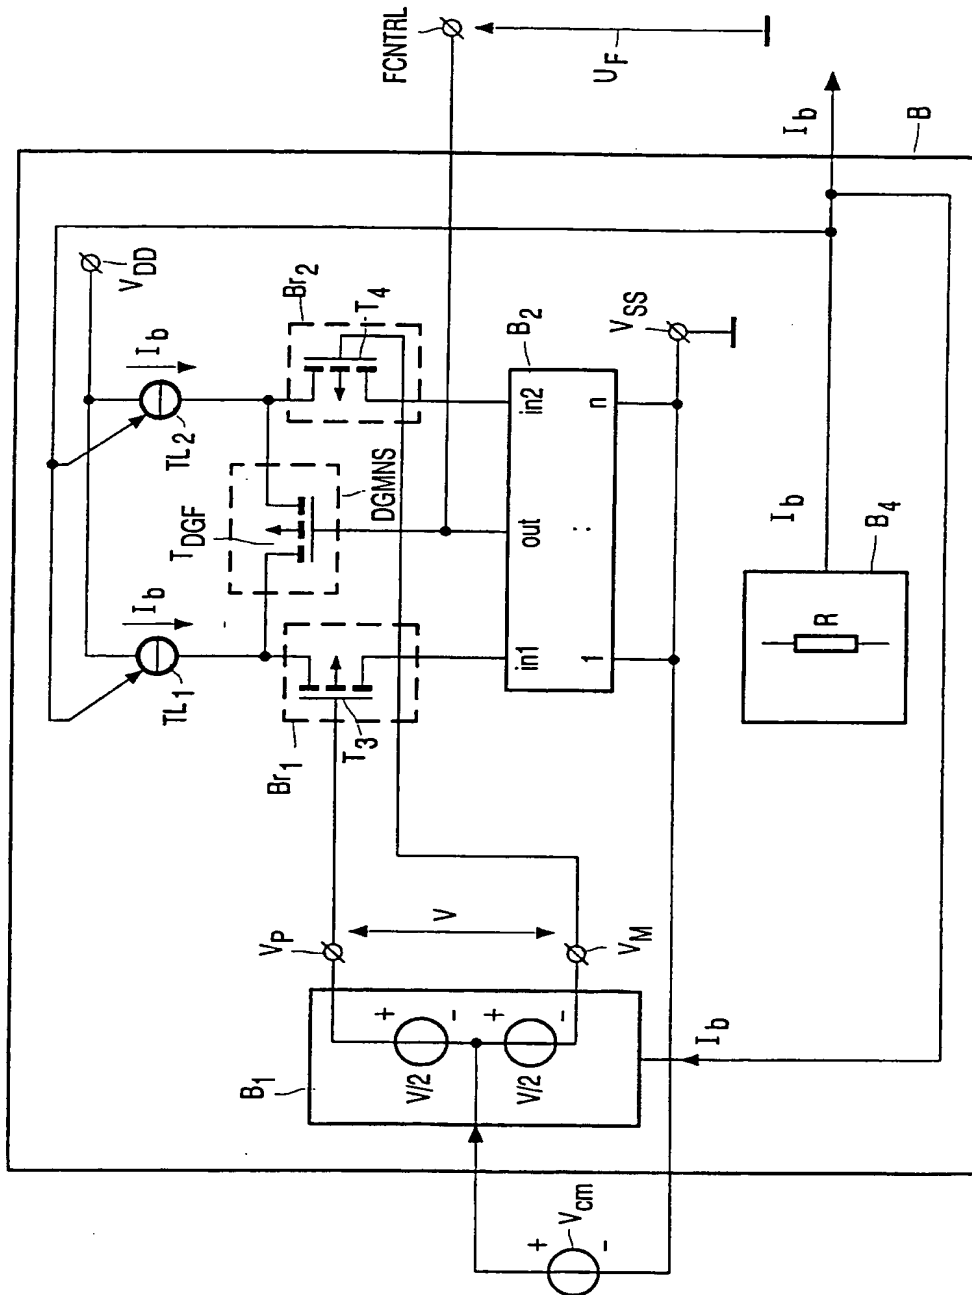 FCNTRL
U_F
I_b
B
V_DD
I_b
TL_2
I_b
TL_1
Br_2
T_4
T_DGF
DGMNS
Br_1
T_3
V_SS
B_2
in2
n
out
:
in1
1
I_b
B_4
R
V_P
V
V_M
+
-
V/2
+
-
V/2
B_1
I_b
+
V_cm
-